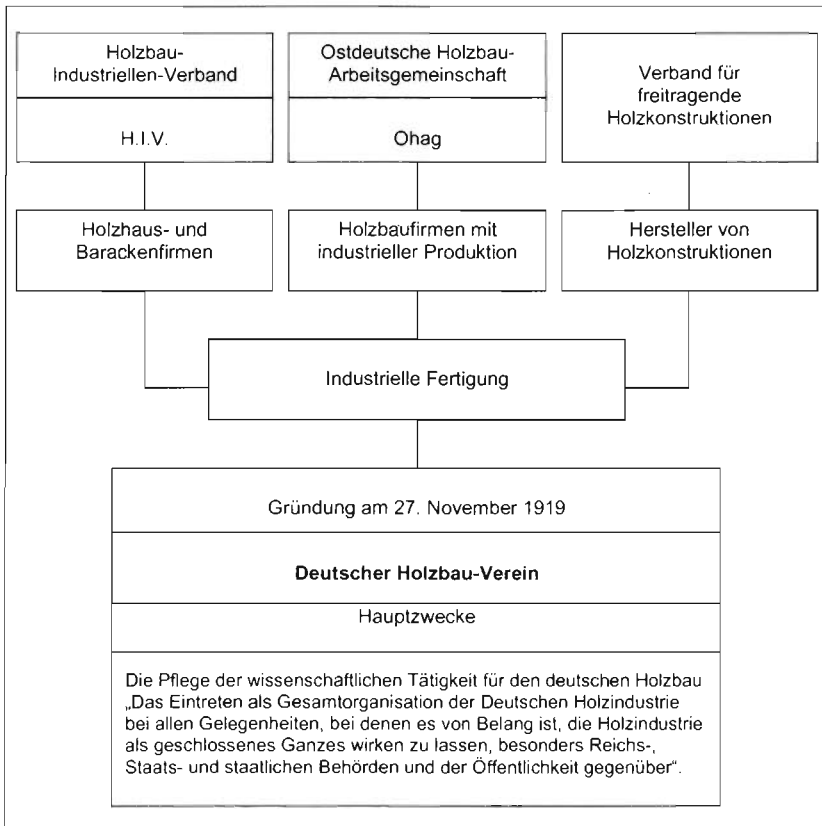 Holzbau-
Industriellen-Verband
H.I.V.
Ostdeutsche Holzbau-
Arbeitsgemeinschaft
Ohag
Verband für
freitragende
Holzkonstruktionen
Holzhaus- und
Barackenfirmen
Holzbaufirmen mit
industrieller Produktion
Hersteller von
Holzkonstruktionen
Industrielle Fertigung
Gründung am 27. November 1919
Deutscher Holzbau-Verein
Hauptzwecke
Die Pflege der wissenschaftlichen Tätigkeit für den deutschen Holzbau
„Das Eintreten als Gesamtorganisation der Deutschen Holzindustrie
bei allen Gelegenheiten, bei denen es von Belang ist, die Holzindustrie
als geschlossenes Ganzes wirken zu lassen, besonders Reichs-,
Staats- und staatlichen Behörden und der Öffentlichkeit gegenüber“.